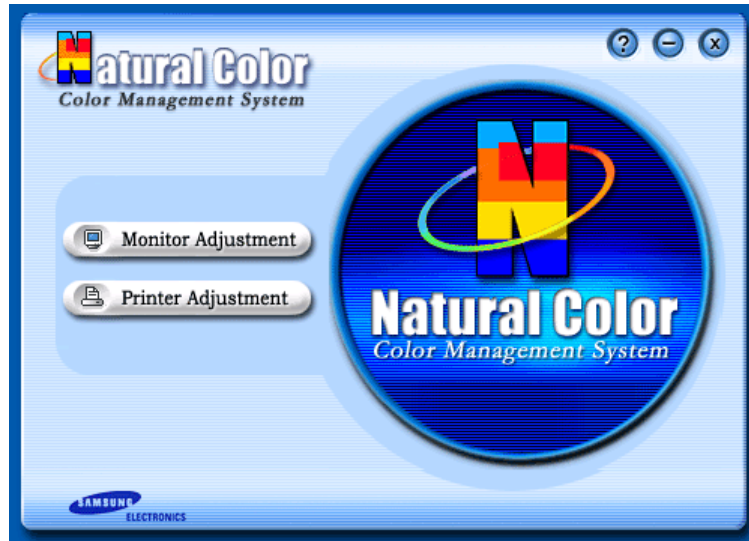 Natural Color
Color Management System
? − x
Monitor Adjustment
Printer Adjustment
N
Natural Color
Color Management System
SAMSUNG
ELECTRONICS